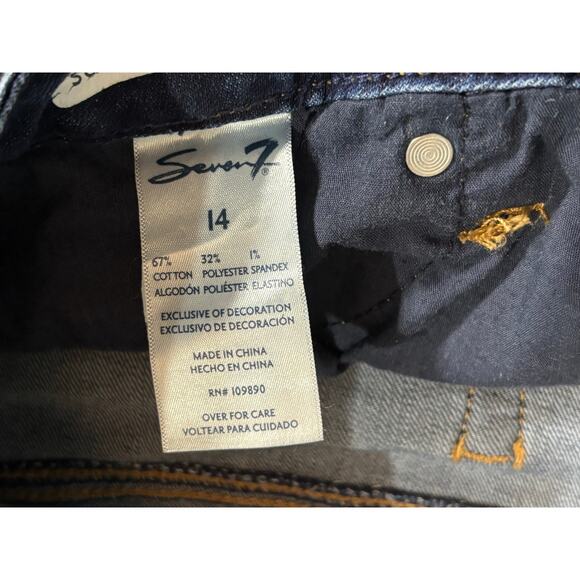 Seven7®
14
67% 32% 1%
COTTON POLYESTER SPANDEX
ALGODÓN POLIÉSTER ELASTINO
EXCLUSIVE OF DECORATION
EXCLUSIVO DE DECORACIÓN
MADE IN CHINA
HECHO EN CHINA
RN# 109890
OVER FOR CARE
VOLTEAR PARA CUIDADO